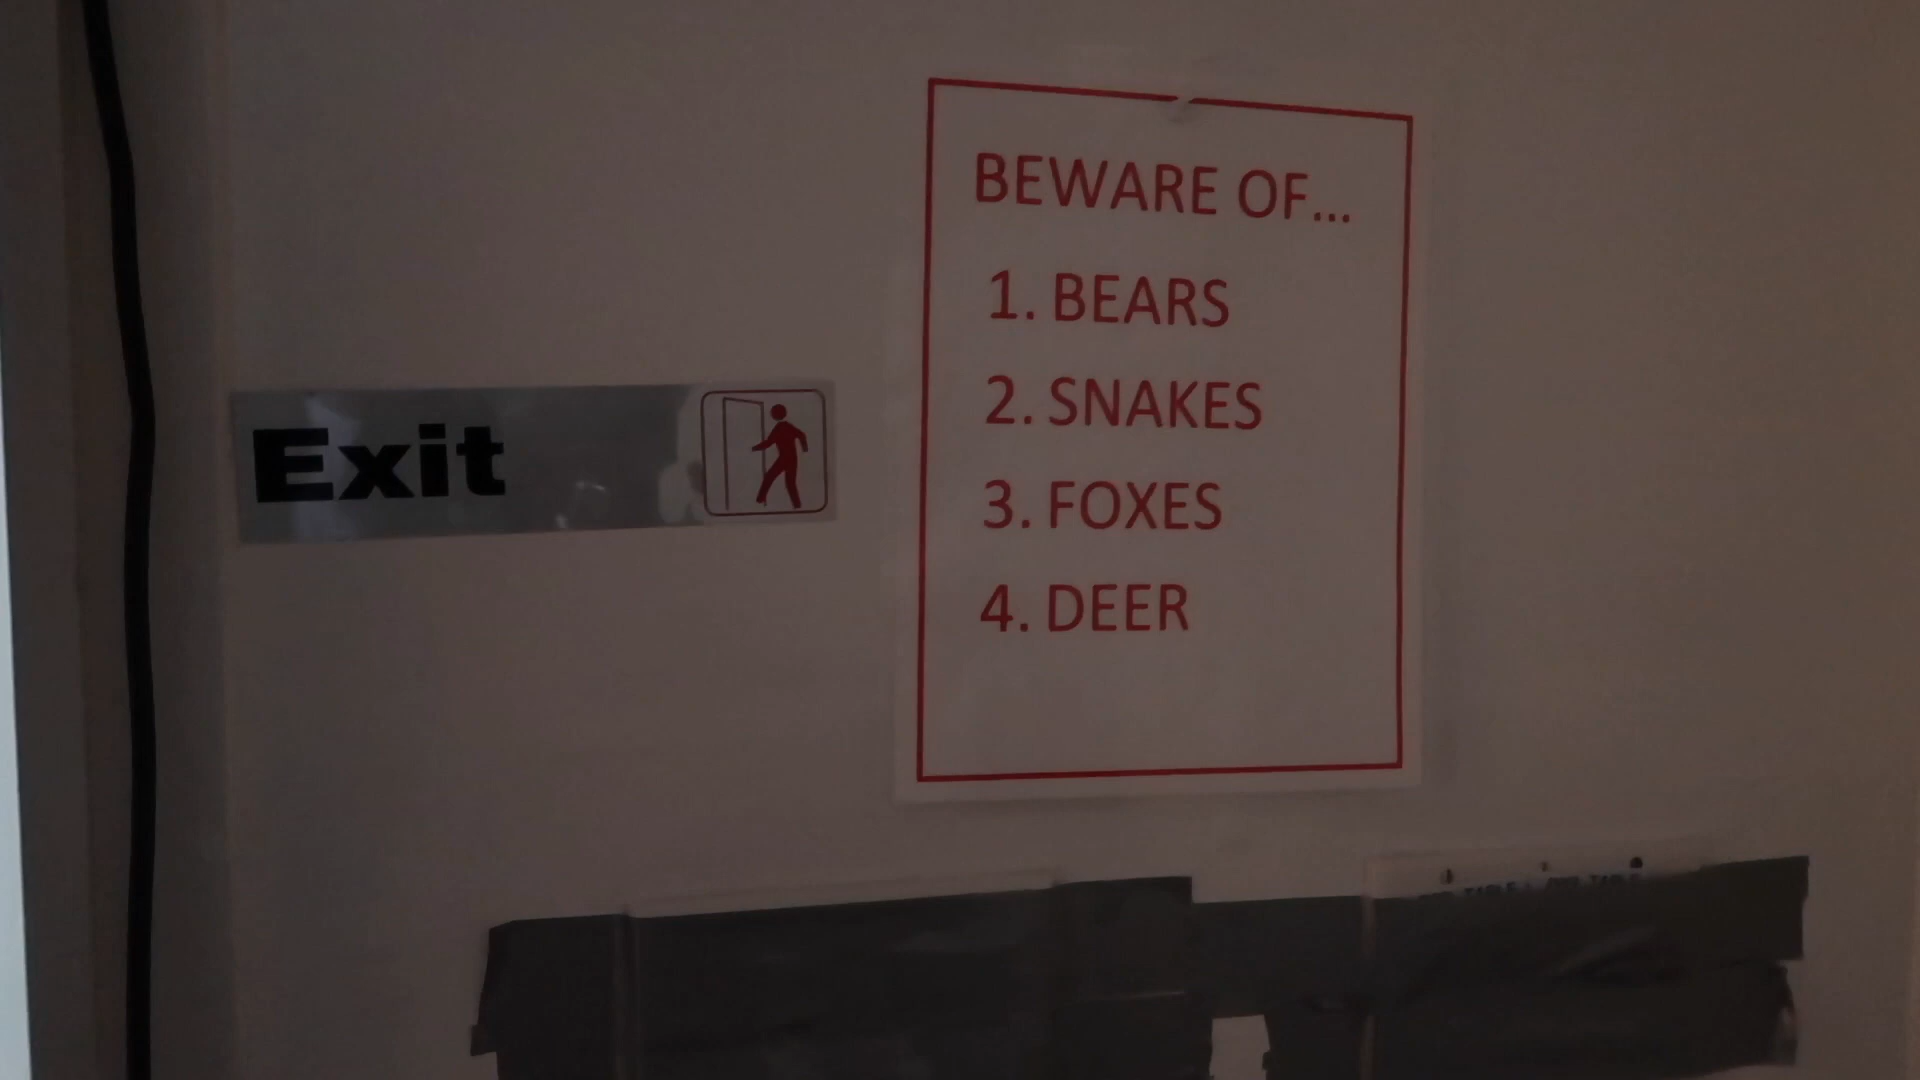 Exit
BEWARE OF...
1. BEARS
2. SNAKES
3. FOXES
4. DEER